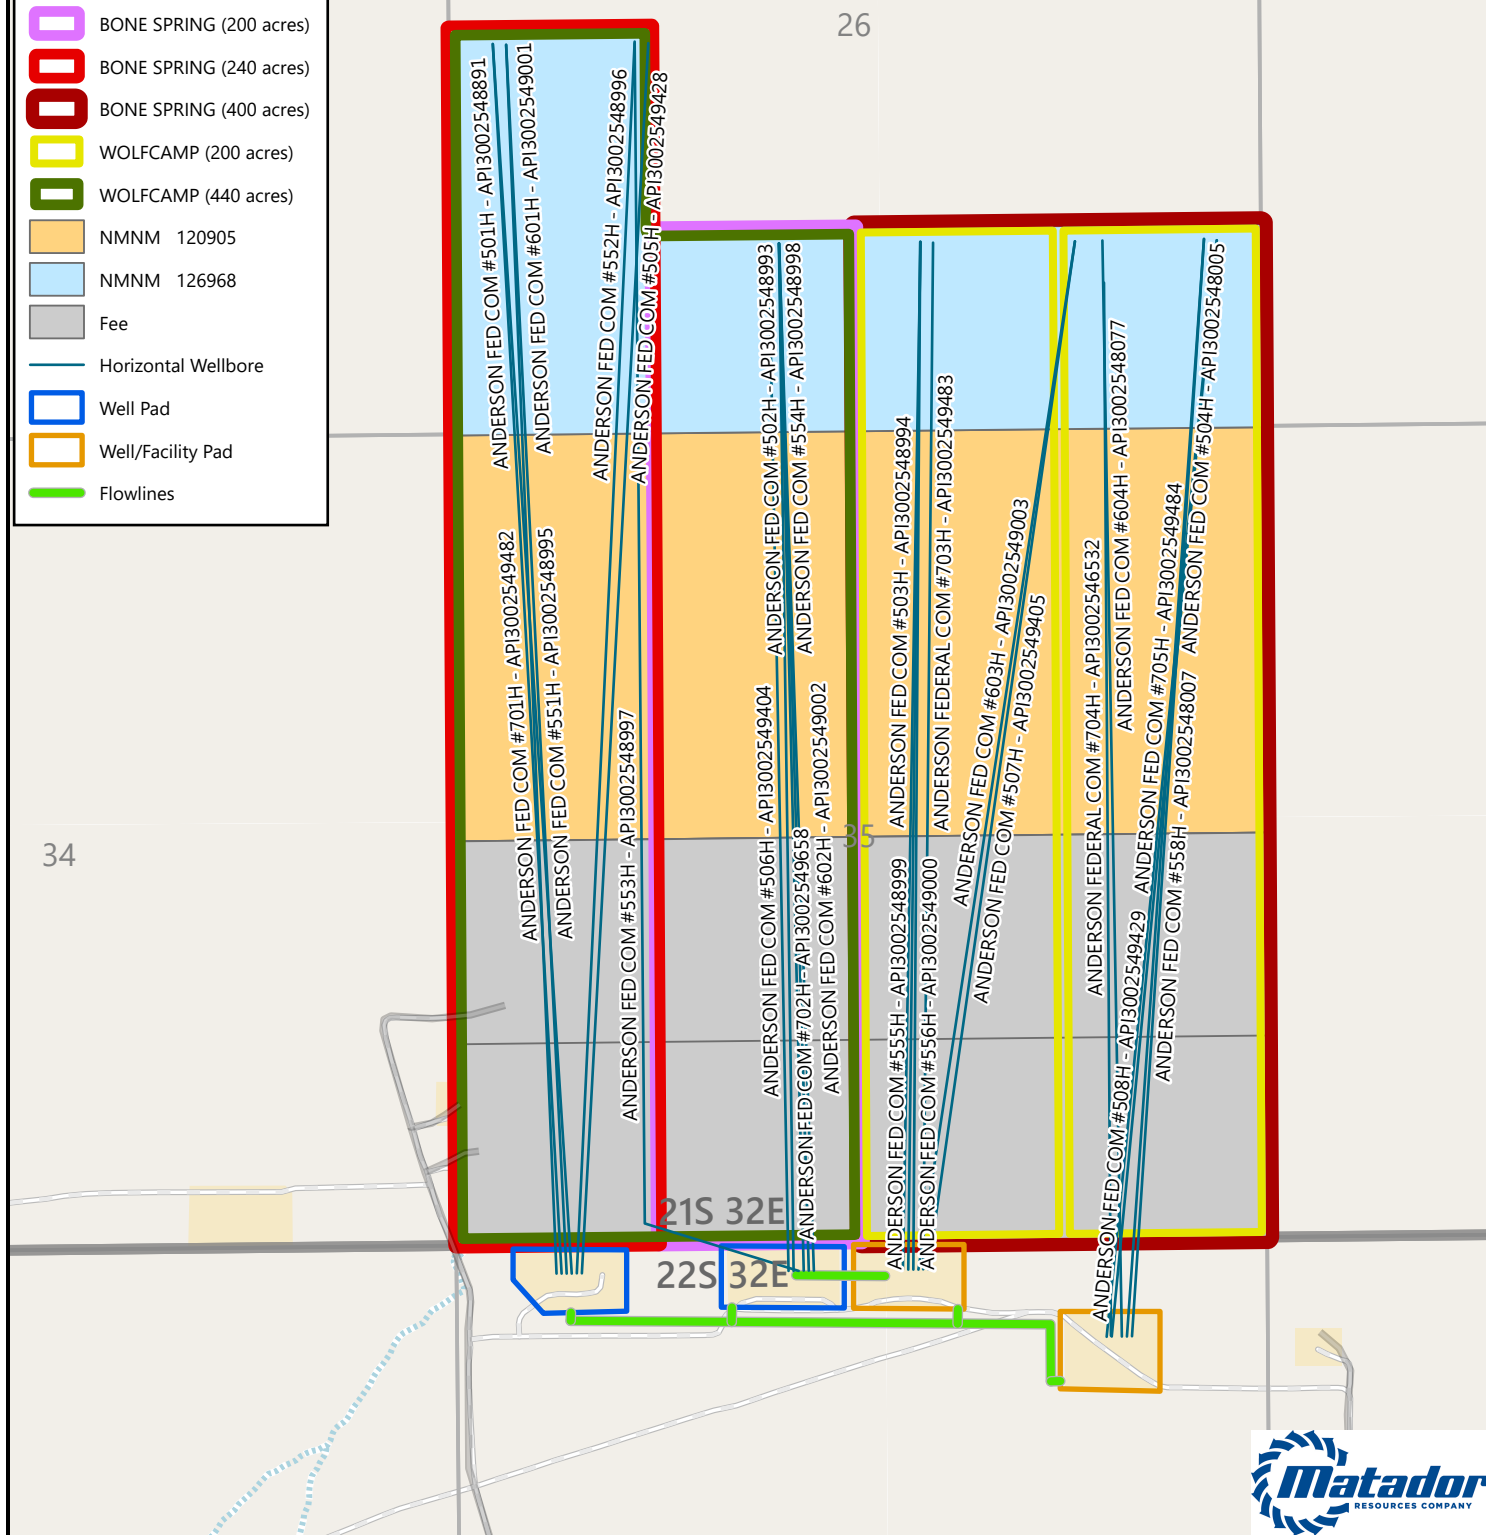 BONE SPRING (200 acres)
BONE SPRING (240 acres)
BONE SPRING (400 acres)
WOLFCAMP (200 acres)
WOLFCAMP (440 acres)
NMNM 120905
NMNM 126968
Fee
Horizontal Wellbore
Well Pad
Well/Facility Pad
Flowlines
26
34
35
ANDERSON FED COM #501H - API3002548891
ANDERSON FED COM #601H - API3002549001
ANDERSON FED COM #552H - API3002548996
ANDERSON FED COM #505H - API3002549428
ANDERSON FED COM #701H - API3002549482
ANDERSON FED COM #551H - API3002548995
ANDERSON FED COM #553H - API3002548997
ANDERSON FED COM #502H - API3002548993
ANDERSON FED COM #554H - API3002548998
ANDERSON FED COM #506H - API3002549404
ANDERSON FED COM #702H - API3002549658
ANDERSON FED COM #602H - API3002549002
ANDERSON FED COM #503H - API3002548994
ANDERSON FEDERAL COM #703H - API3002549483
ANDERSON FED COM #555H - API3002548999
ANDERSON FED COM #556H - API3002549000
ANDERSON FED COM #603H - API3002549003
ANDERSON FED COM #507H - API3002549405
ANDERSON FEDERAL COM #704H - API3002546532
ANDERSON FED COM #604H - API3002548077
ANDERSON FED COM #508H - API3002549429
ANDERSON FED COM #705H - API3002549484
ANDERSON FED COM #558H - API3002548007
ANDERSON FED COM #504H - API3002548005
21S 32E
22S 32E
Matador
RESOURCES COMPANY